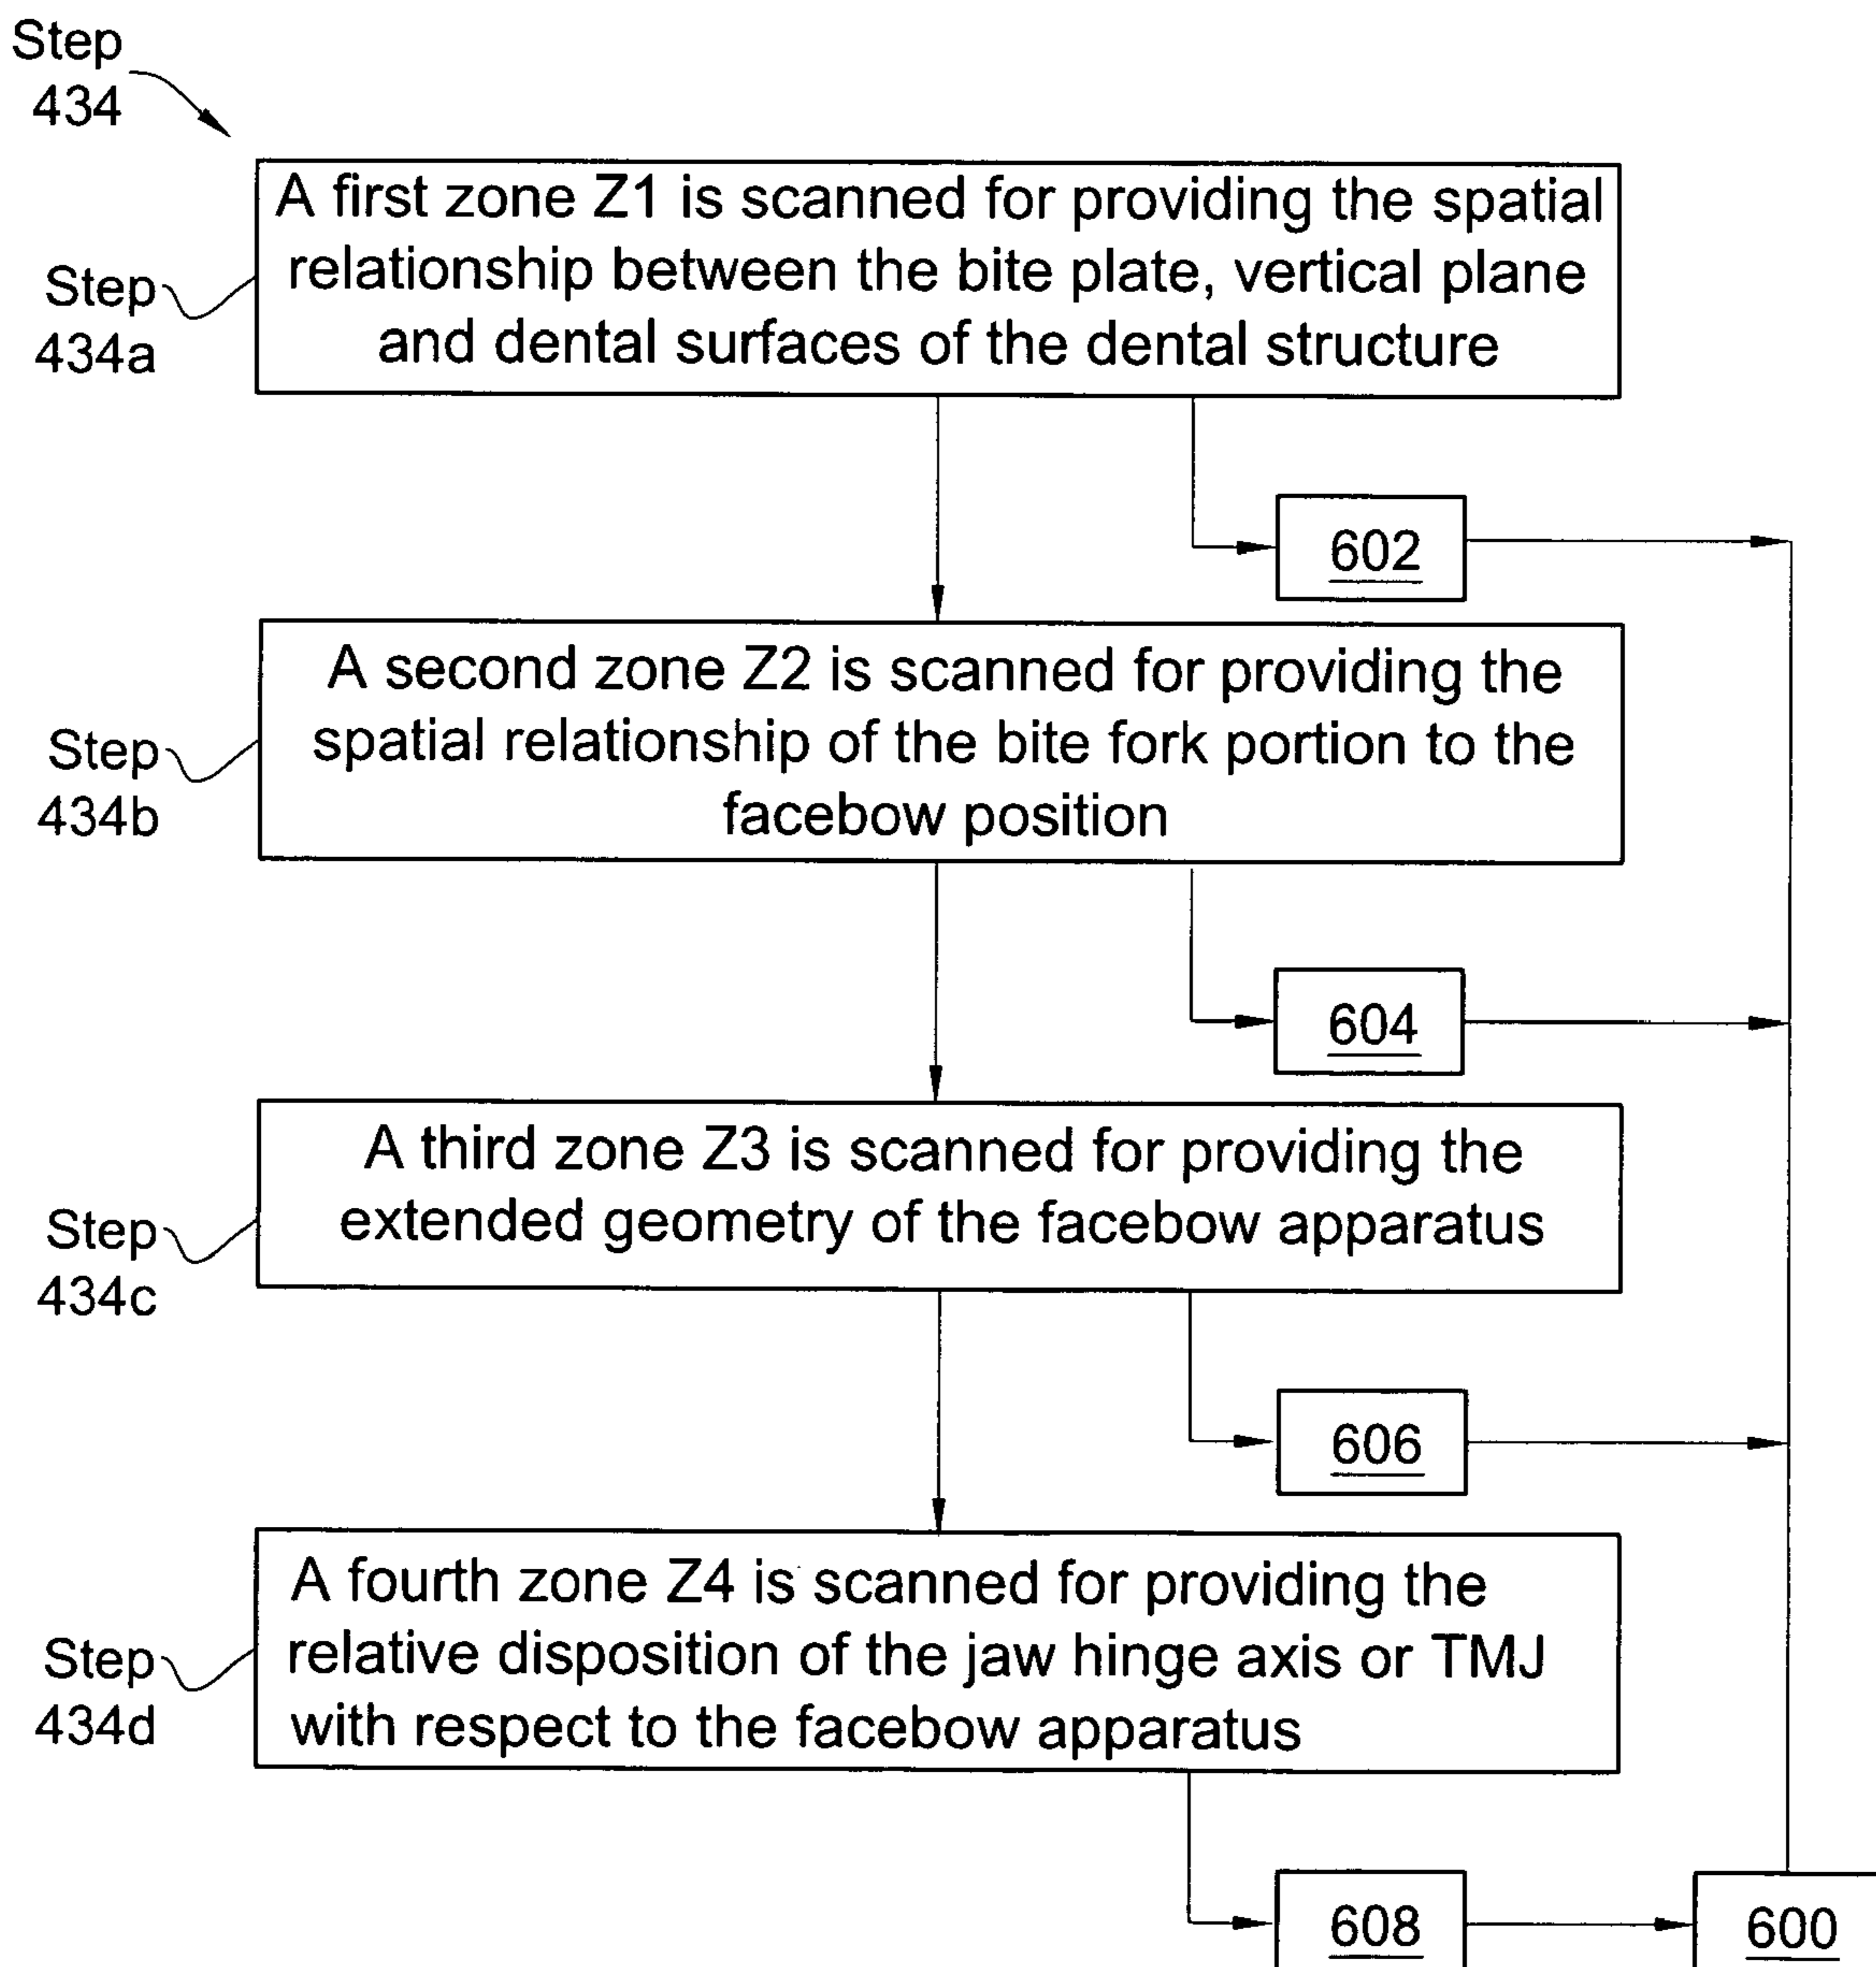 Step
434
A first zone Z1 is scanned for providing the spatial
relationship between the bite plate, vertical plane
and dental surfaces of the dental structure
Step
434a
602
A second zone Z2 is scanned for providing the
spatial relationship of the bite fork portion to the
facebow position
Step
434b
604
A third zone Z3 is scanned for providing the
extended geometry of the facebow apparatus
Step
434c
606
A fourth zone Z4 is scanned for providing the
relative disposition of the jaw hinge axis or TMJ
with respect to the facebow apparatus
Step
434d
608
600